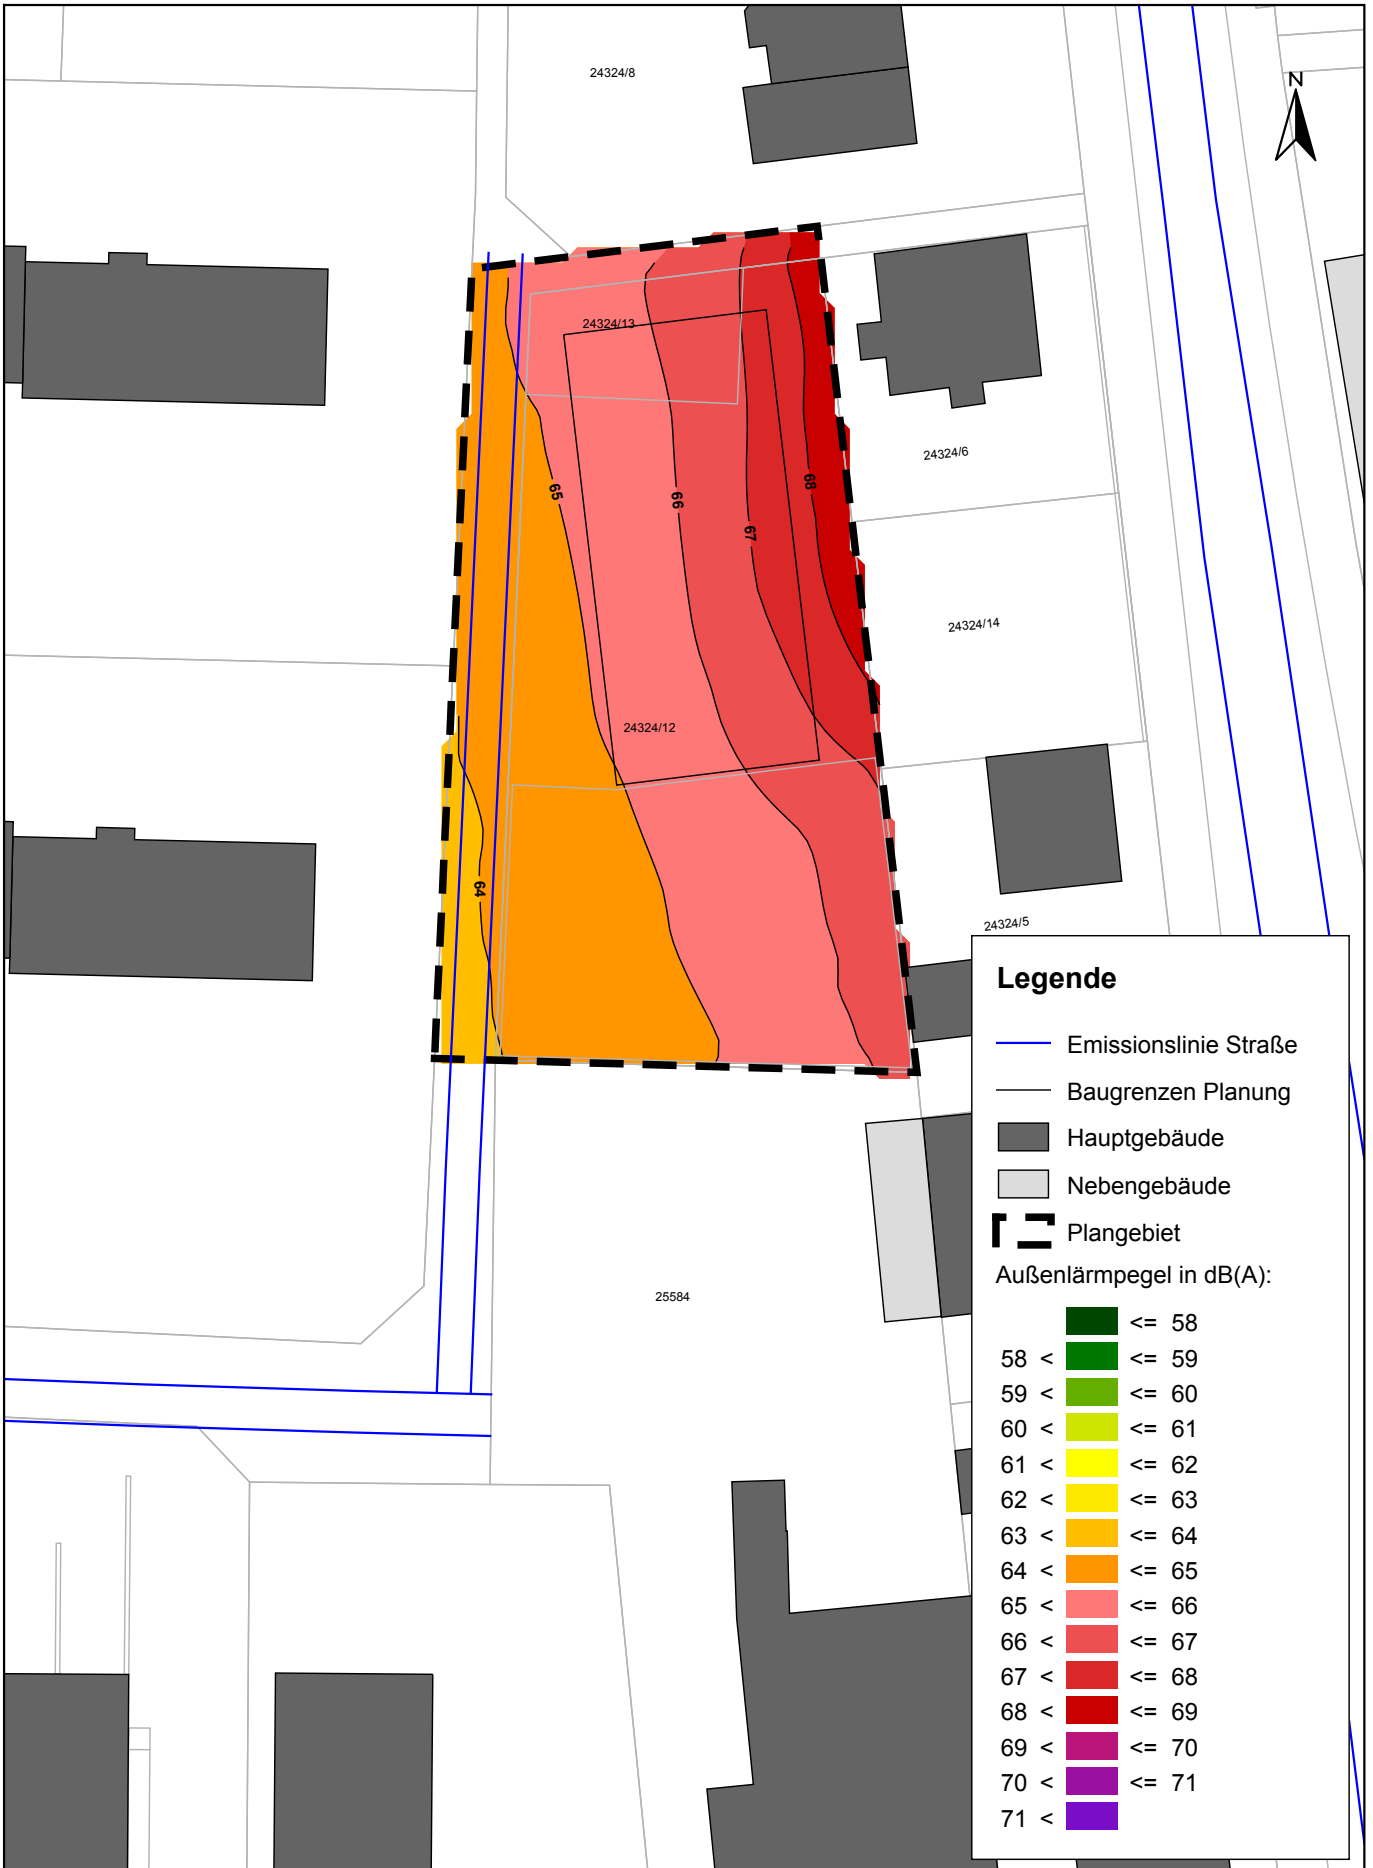 24324/8
N
24324/13
24324/6
65
66
67
68
24324/14
24324/12
64
24324/5
25584
Legende
Emissionslinie Straße
Baugrenzen Planung
Hauptgebäude
Nebengebäude
Plangebiet
Außenlärmpegel in dB(A):
<= 58
58 < <= 59
59 < <= 60
60 < <= 61
61 < <= 62
62 < <= 63
63 < <= 64
64 < <= 65
65 < <= 66
66 < <= 67
67 < <= 68
68 < <= 69
69 < <= 70
70 < <= 71
71 <